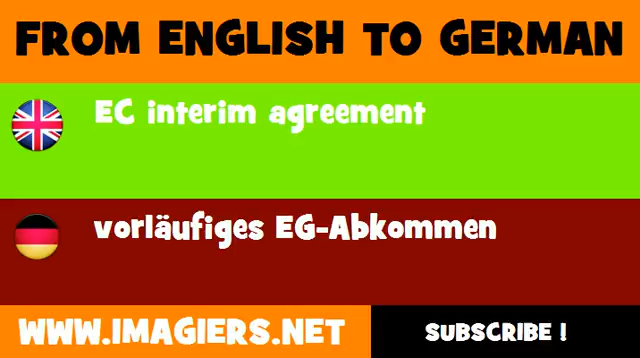 FROM ENGLISH TO GERMAN
EC interim agreement
vorläufiges EG-Abkommen
WWW.IMAGIERS.NET
SUBSCRIBE !